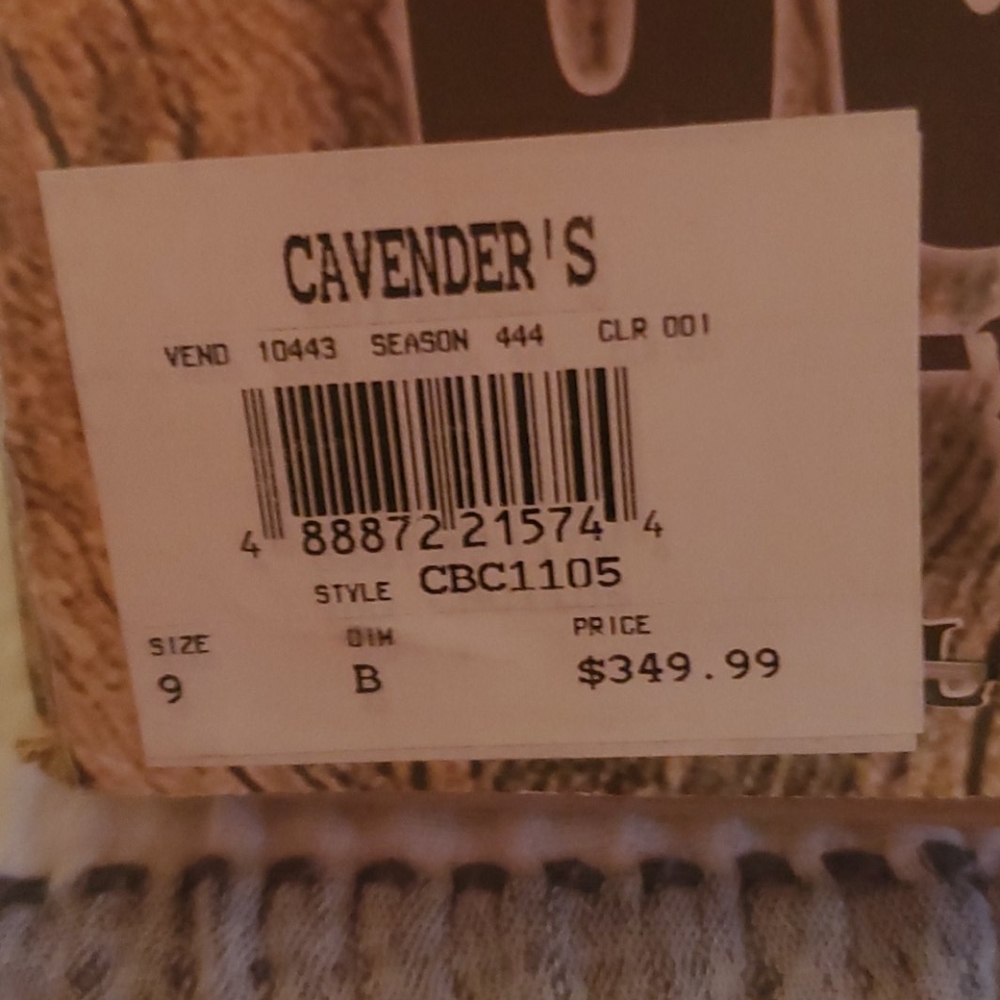 CAVENDER'S
VEND 10443 SEASON 444 CLR 001
4 88872 21574 4
STYLE CBC1105
SIZE DIM PRICE
9 B $349.99